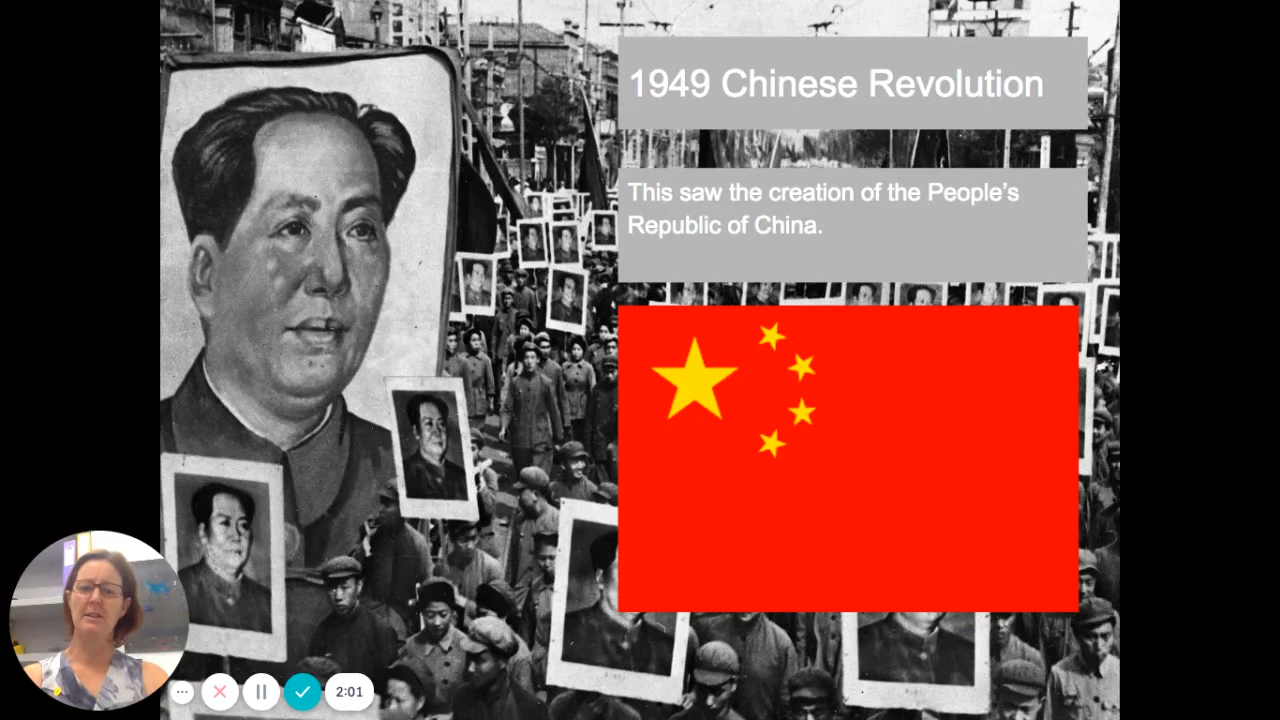 1949 Chinese Revolution
This saw the creation of the People's
Republic of China.
2:01